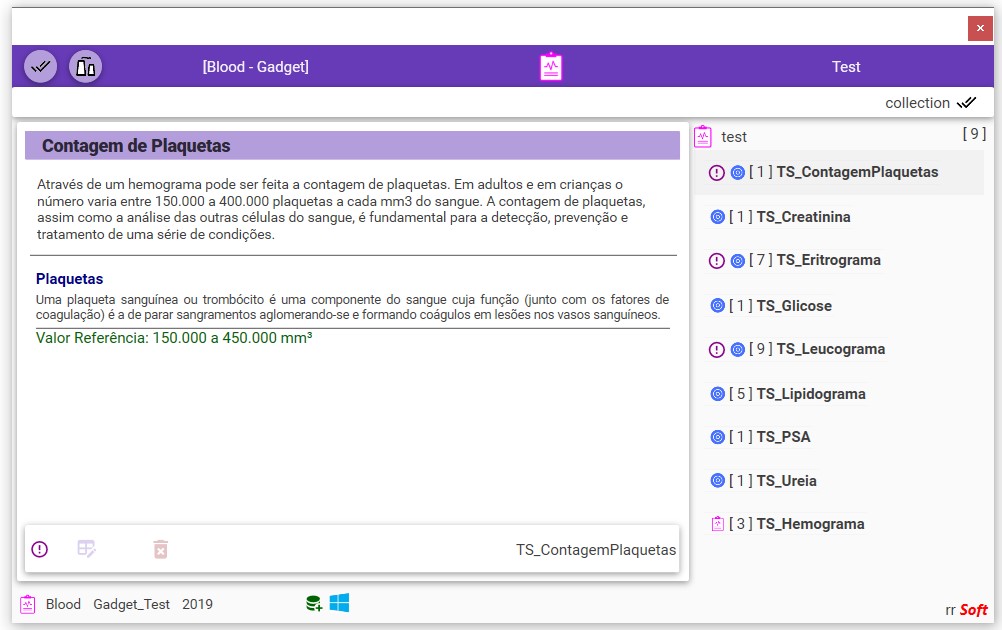 [Blood - Gadget]
Test
collection
Contagem de Plaquetas
Através de um hemograma pode ser feita a contagem de plaquetas. Em adultos e em crianças o
número varia entre 150.000 a 400.000 plaquetas a cada mm3 do sangue. A contagem de plaquetas,
assim como a análise das outras células do sangue, é fundamental para a detecção, prevenção e
tratamento de uma série de condições.
Plaquetas
Uma plaqueta sanguínea ou trombócito é uma componente do sangue cuja função (junto com os fatores de
coagulação) é a de parar sangramentos aglomerando-se e formando coágulos em lesões nos vasos sanguíneos.
Valor Referência: 150.000 a 450.000 mm³
TS_ContagemPlaquetas
test [ 9 ]
[ 1 ] TS_ContagemPlaquetas
[ 1 ] TS_Creatinina
[ 7 ] TS_Eritrograma
[ 1 ] TS_Glicose
[ 9 ] TS_Leucograma
[ 5 ] TS_Lipidograma
[ 1 ] TS_PSA
[ 1 ] TS_Ureia
[ 3 ] TS_Hemograma
Blood Gadget_Test 2019
rr Soft